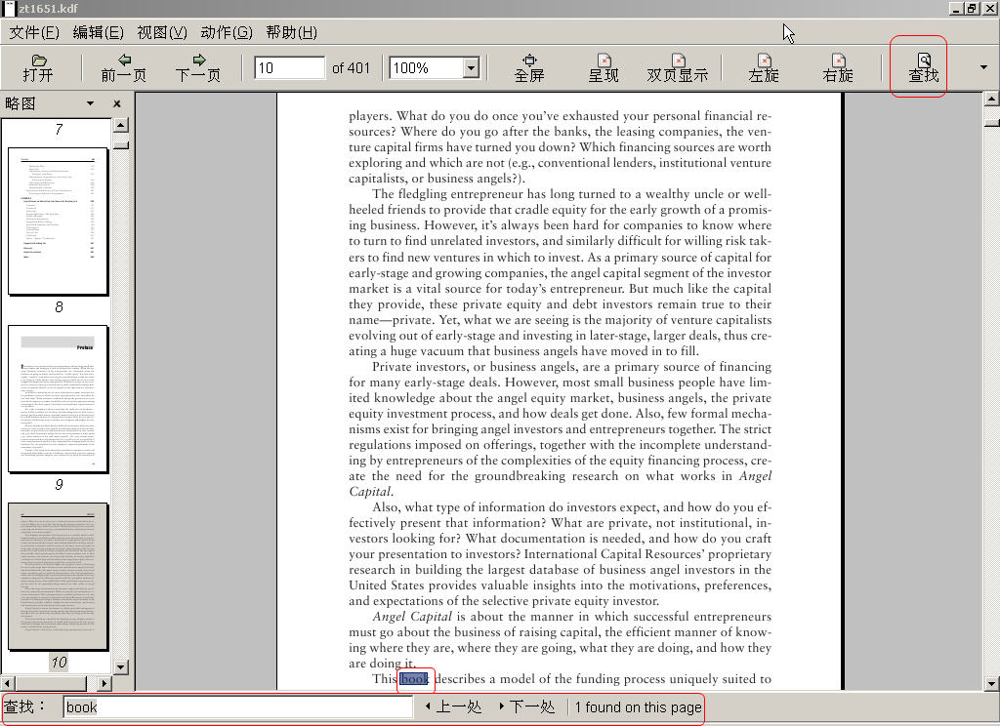 zt1651.kdf
文件(F) 编辑(E) 视图(V) 动作(G) 帮助(H)
打开 前一页 下一页 10 of 401 100% 全屏 呈现 双页显示 左旋 右旋 查找
略图
7
8
Preface
9
10
players. What do you do once you've exhausted your personal financial re-
sources? Where do you go after the banks, the leasing companies, the ven-
ture capital firms have turned you down? Which financing sources are worth
exploring and which are not (e.g., conventional lenders, institutional venture
capitalists, or business angels?).
The fledgling entrepreneur has long turned to a wealthy uncle or well-
heeled friends to provide that cradle equity for the early growth of a promis-
ing business. However, it's always been hard for companies to know where
to turn to find unrelated investors, and similarly difficult for willing risk tak-
ers to find new ventures in which to invest. As a primary source of capital for
early-stage and growing companies, the angel capital segment of the investor
market is a vital source for today's entrepreneur. But much like the capital
they provide, these private equity and debt investors remain true to their
name—private. Yet, what we are seeing is the majority of venture capitalists
evolving out of early-stage and investing in later-stage, larger deals, thus cre-
ating a huge vacuum that business angels have moved in to fill.
Private investors, or business angels, are a primary source of financing
for many early-stage deals. However, most small business people have lim-
ited knowledge about the angel equity market, business angels, the private
equity investment process, and how deals get done. Also, few formal mecha-
nisms exist for bringing angel investors and entrepreneurs together. The strict
regulations imposed on offerings, together with the incomplete understand-
ing by entrepreneurs of the complexities of the equity financing process, cre-
ate the need for the groundbreaking research on what works in Angel
Capital.
Also, what type of information do investors expect, and how do you ef-
fectively present that information? What are private, not institutional, in-
vestors looking for? What documentation is needed, and how do you craft
your presentation to investors? International Capital Resources' proprietary
research in building the largest database of business angel investors in the
United States provides valuable insights into the motivations, preferences,
and expectations of the selective private equity investor.
Angel Capital is about the manner in which successful entrepreneurs
must go about the business of raising capital, the efficient manner of know-
ing where they are, where they are going, what they are doing, and how they
are doing it.
This book describes a model of the funding process uniquely suited to
查找： book 上一处 下一处 1 found on this page